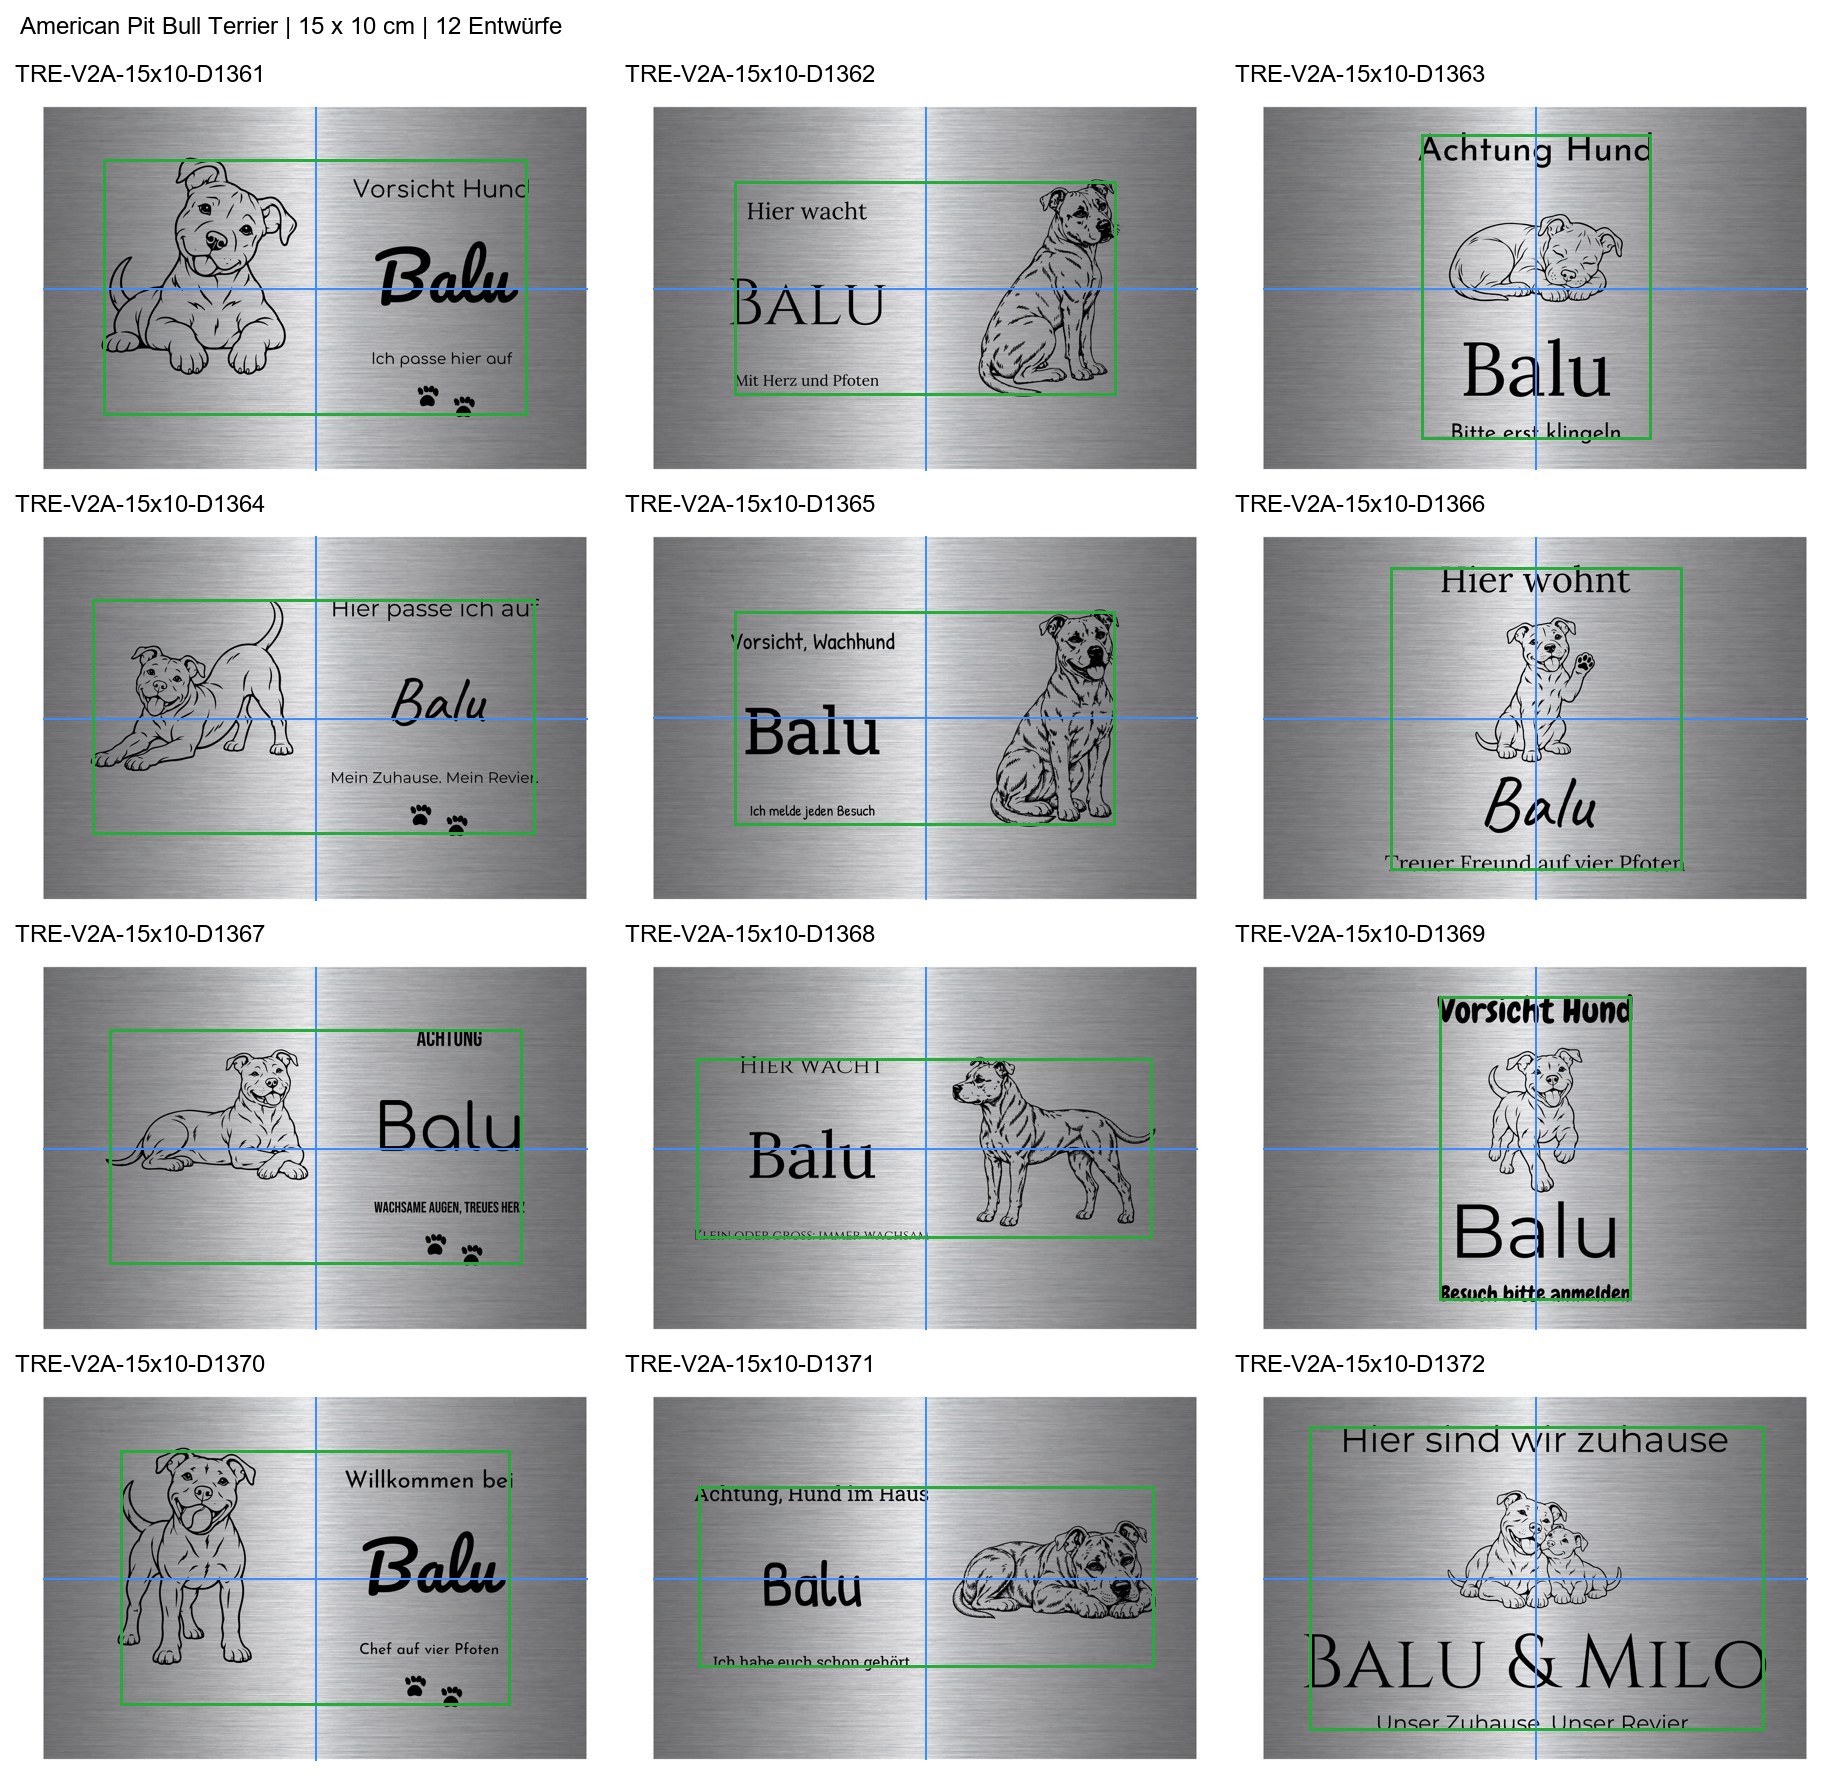 American Pit Bull Terrier | 15 x 10 cm | 12 Entwürfe
TRE-V2A-15x10-D1361
Vorsicht Hund
Balu
Ich passe hier auf
TRE-V2A-15x10-D1362
Hier wacht
BALU
Mit Herz und Pfoten
TRE-V2A-15x10-D1363
Achtung Hund
Balu
Bitte erst klingeln
TRE-V2A-15x10-D1364
Hier passe ich auf
Balu
Mein Zuhause. Mein Revier.
TRE-V2A-15x10-D1365
Vorsicht, Wachhund
Balu
Ich melde jeden Besuch
TRE-V2A-15x10-D1366
Hier wohnt
Balu
Treuer Freund auf vier Pfoten
TRE-V2A-15x10-D1367
ACHTUNG
Balu
WACHSAME AUGEN, TREUES HERZ
TRE-V2A-15x10-D1368
HIER WACHT
Balu
KLEIN ODER GROSS: IMMER WACHSAM
TRE-V2A-15x10-D1369
Vorsicht Hund
Balu
Besuch bitte anmelden
TRE-V2A-15x10-D1370
Willkommen bei
Balu
Chef auf vier Pfoten
TRE-V2A-15x10-D1371
Achtung, Hund im Haus
Balu
Ich habe euch schon gehört
TRE-V2A-15x10-D1372
Hier sind wir zuhause
BALU & MILO
Unser Zuhause. Unser Revier.